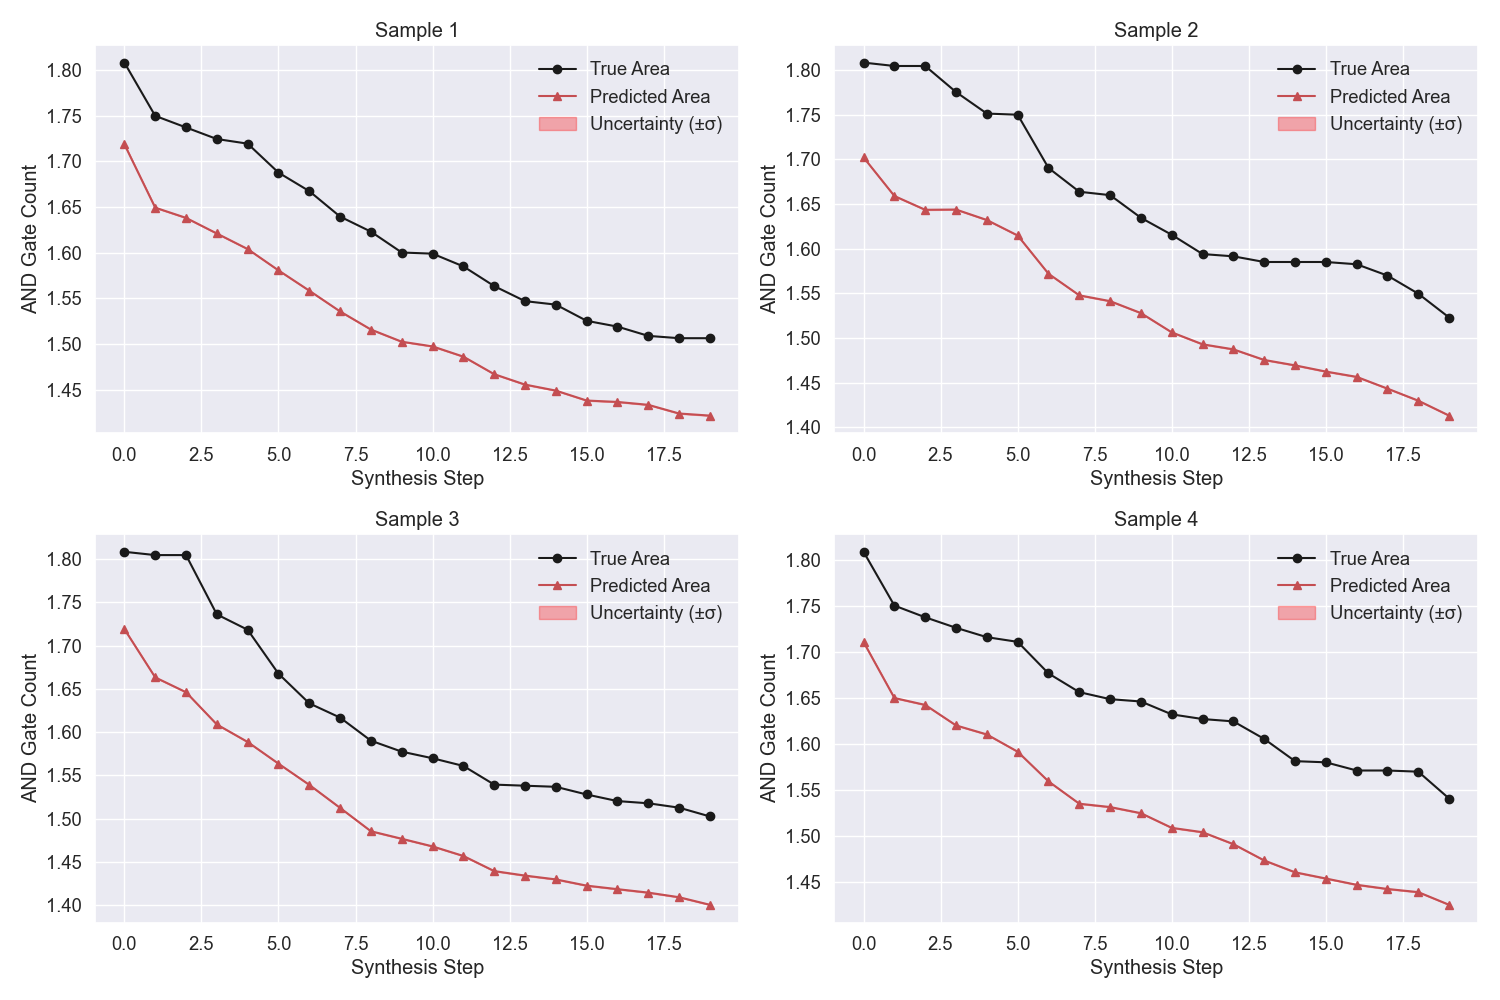 Sample 1
AND Gate Count
1.80
1.75
1.70
1.65
1.60
1.55
1.50
1.45
True Area
Predicted Area
Uncertainty (±σ)
0.0 2.5 5.0 7.5 10.0 12.5 15.0 17.5
Synthesis Step
Sample 2
AND Gate Count
1.80
1.75
1.70
1.65
1.60
1.55
1.50
1.45
1.40
True Area
Predicted Area
Uncertainty (±σ)
0.0 2.5 5.0 7.5 10.0 12.5 15.0 17.5
Synthesis Step
Sample 3
AND Gate Count
1.80
1.75
1.70
1.65
1.60
1.55
1.50
1.45
1.40
True Area
Predicted Area
Uncertainty (±σ)
0.0 2.5 5.0 7.5 10.0 12.5 15.0 17.5
Synthesis Step
Sample 4
AND Gate Count
1.80
1.75
1.70
1.65
1.60
1.55
1.50
1.45
True Area
Predicted Area
Uncertainty (±σ)
0.0 2.5 5.0 7.5 10.0 12.5 15.0 17.5
Synthesis Step